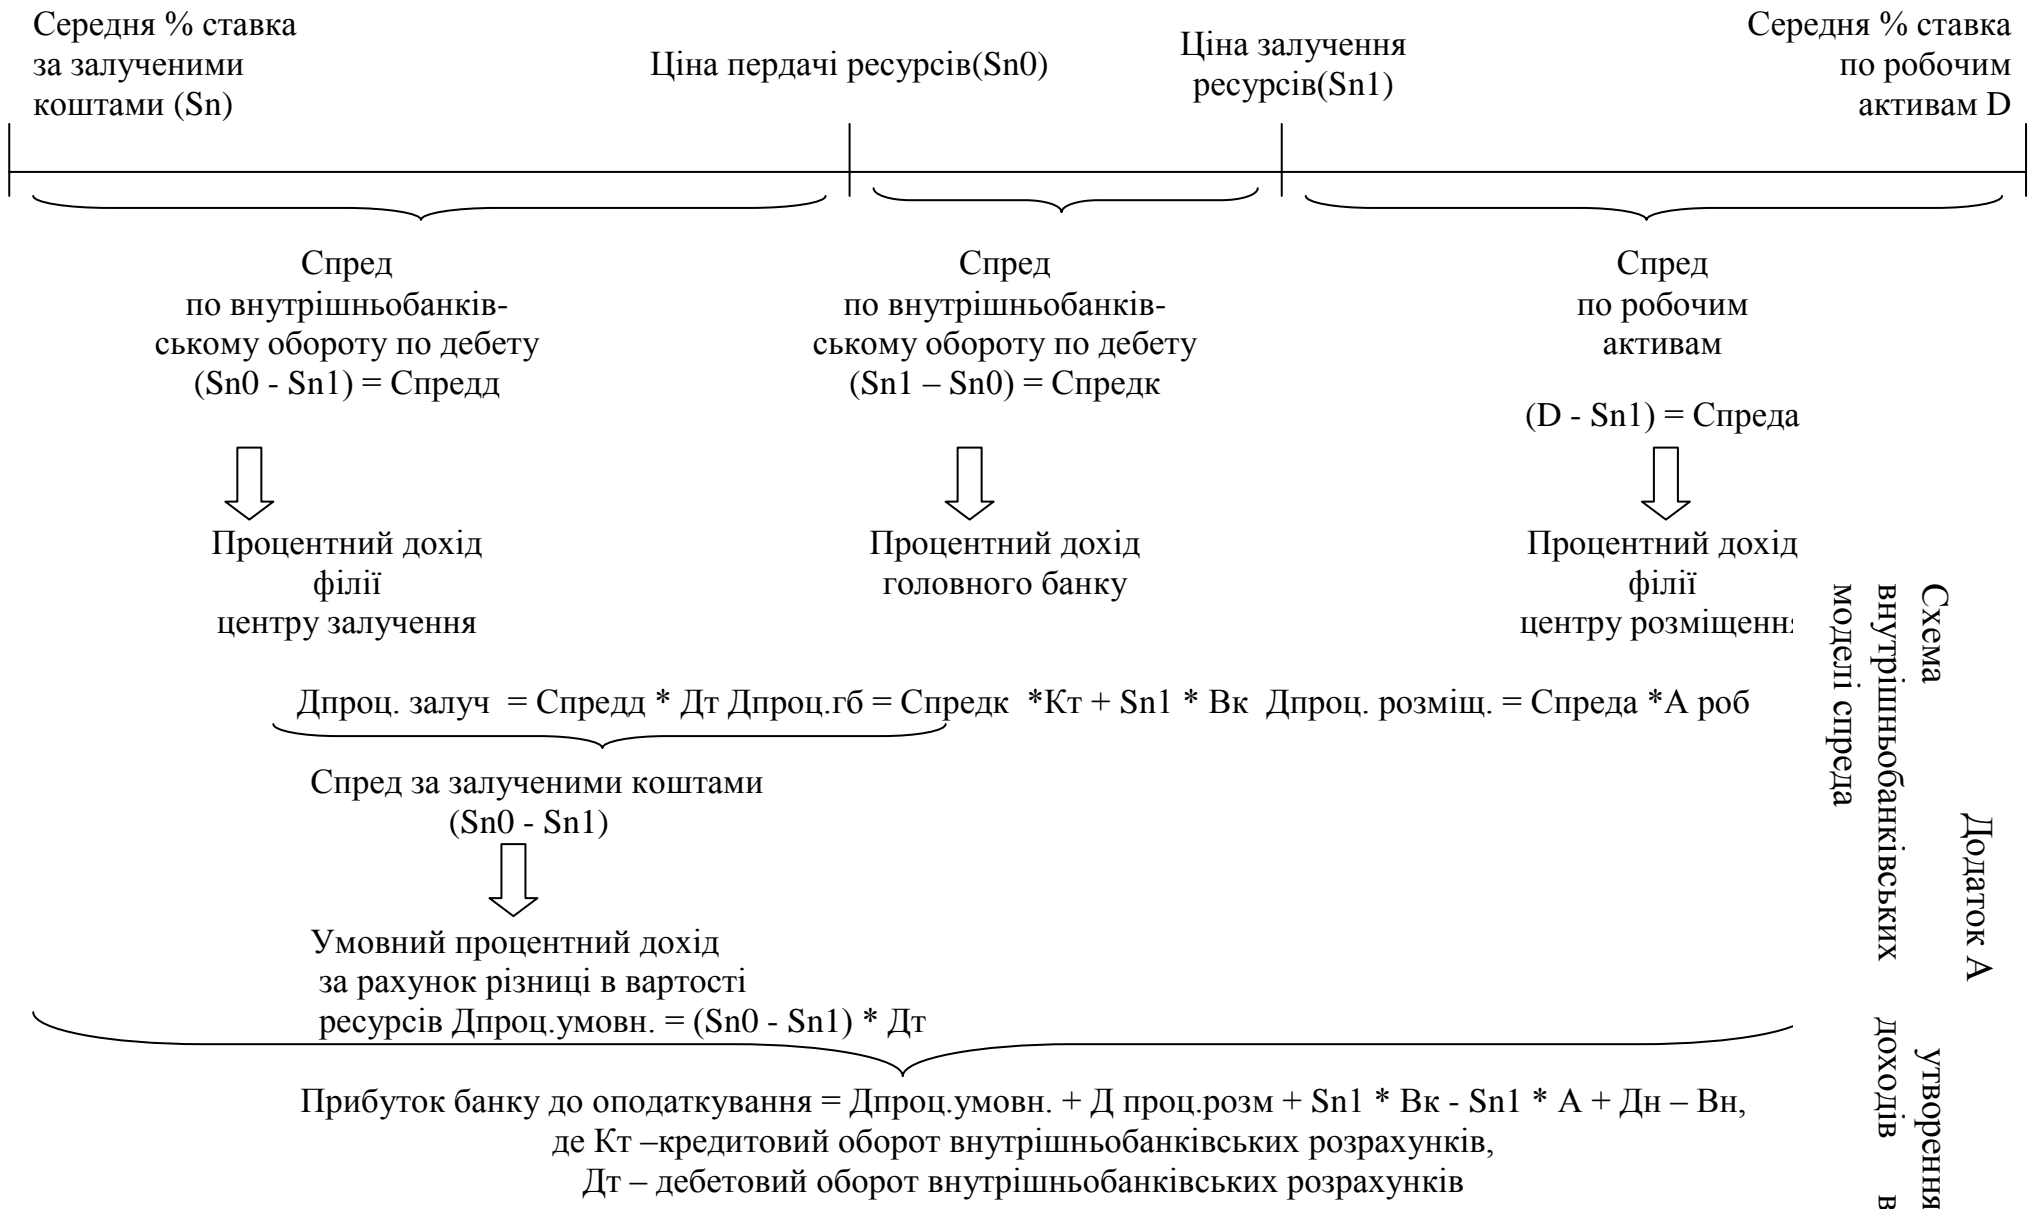 Середня % ставка
за залученими
коштами (Sn)
Ціна пердачі ресурсів(Sn0)
Ціна залучення
ресурсів(Sn1)
Середня % ставка
по робочим
активам D
Спред
по внутрішньобанків-
ському обороту по дебету
(Sn0 - Sn1) = Спредд
Спред
по внутрішньобанків-
ському обороту по дебету
(Sn1 – Sn0) = Спредк
Спред
по робочим
активам
(D - Sn1) = Спреда
Процентний дохід
філії
центру залучення
Процентний дохід
головного банку
Процентний дохід
філії
центру розміщення
Дпроц. залуч = Спредд * Дт Дпроц.гб = Спредк *Кт + Sn1 * Вк Дпроц. розміщ. = Спреда *А роб
Спред за залученими коштами
(Sn0 - Sn1)
Умовний процентний дохід
за рахунок різниці в вартості
ресурсів Дпроц.умовн. = (Sn0 - Sn1) * Дт
Прибуток банку до оподаткування = Дпроц.умовн. + Д проц.розм + Sn1 * Вк - Sn1 * А + Дн – Вн,
де Кт –кредитовий оборот внутрішньобанківських розрахунків,
Дт – дебетовий оборот внутрішньобанківських розрахунків
Додаток А
Схема утворення
внутрішньобанківських доходів в
моделі спреда